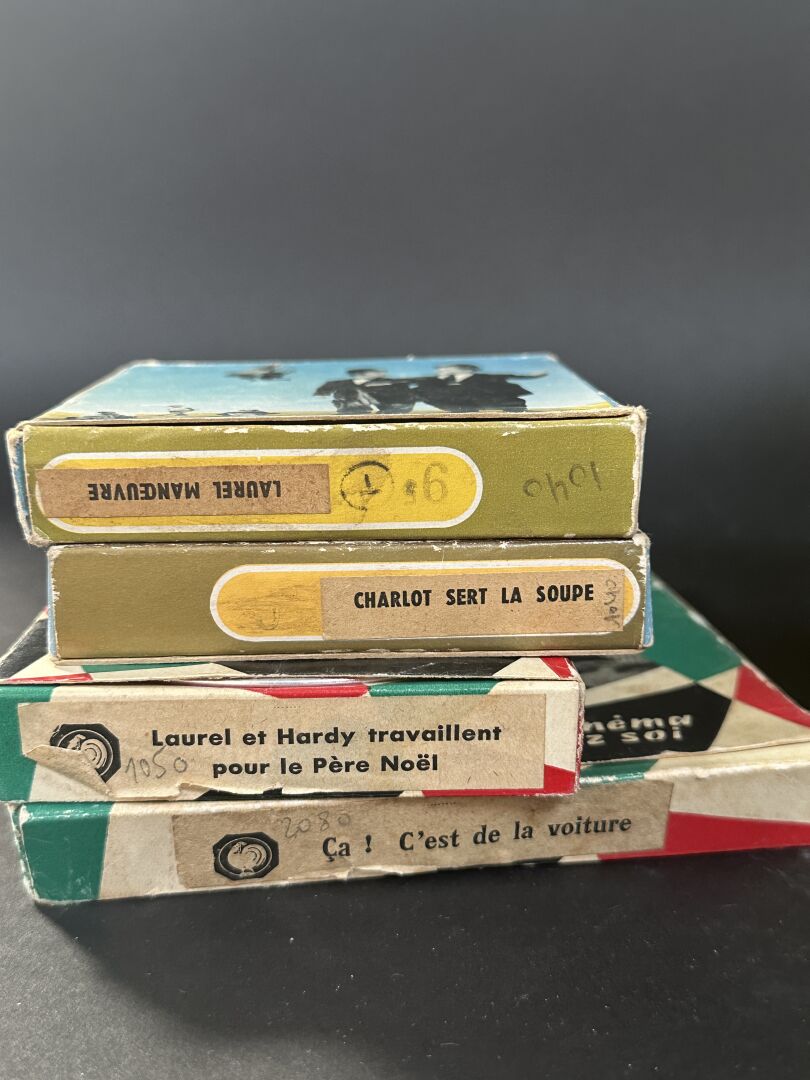 LAUREL MANŒUVRE
1040
CHARLOT SERT LA SOUPE
Laurel et Hardy travaillent
pour le Père Noël
1050
Ça ! C'est de la voiture
2080